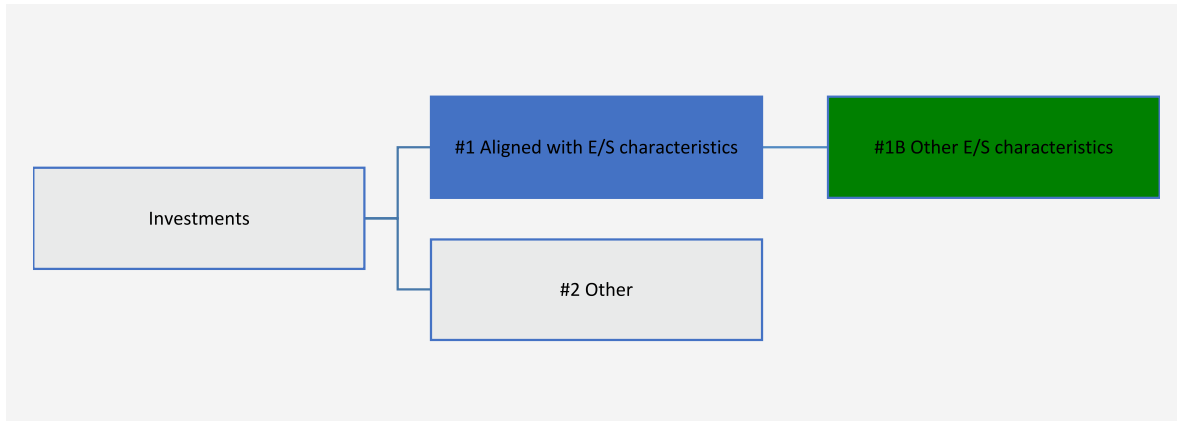 #1 Aligned with E/S characteristics
#1B Other E/S characteristics
Investments
#2 Other